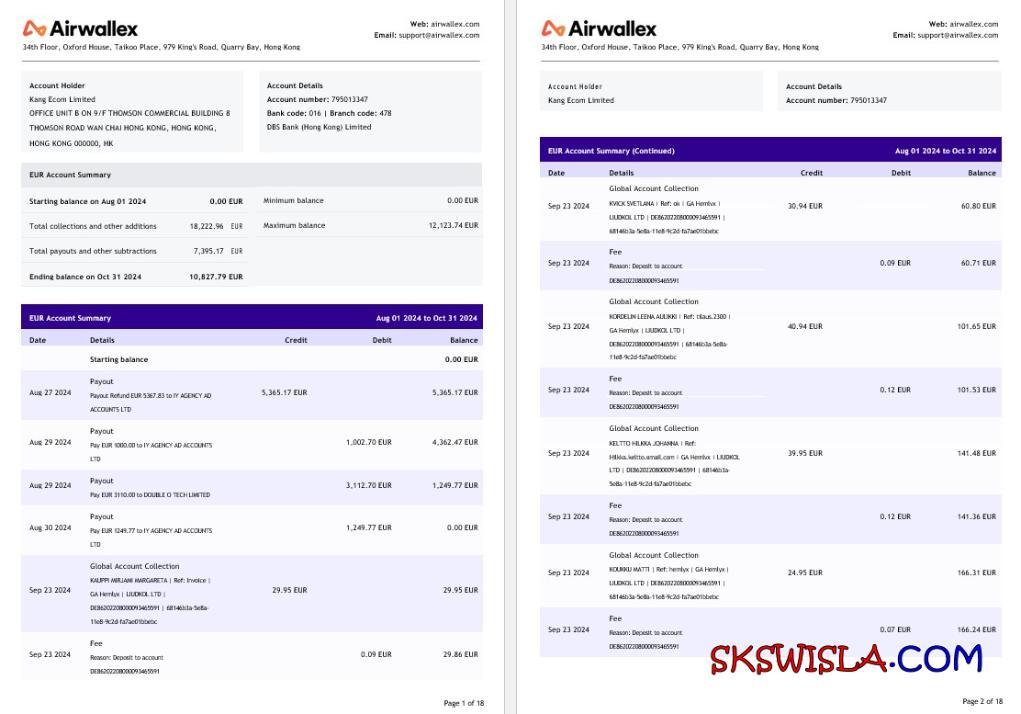 Airwallex
Web: airwallex.com
Email: support@airwallex.com
34th Floor, Oxford House, Taikoo Place, 979 King's Road, Quarry Bay, Hong Kong
Account Holder
Kang Ecom Limited
OFFICE UNIT B ON 9/F THOMSON COMMERCIAL BUILDING 8
THOMSON ROAD WAN CHAI HONG KONG, HONG KONG,
HONG KONG 000000, HK
Account Details
Account number: 795013347
Bank code: 016 | Branch code: 478
DBS Bank (Hong Kong) Limited
EUR Account Summary
Starting balance on Aug 01 2024 0.00 EUR Minimum balance 0.00 EUR
Total collections and other additions 18,222.96 EUR Maximum balance 12,123.74 EUR
Total payouts and other subtractions 7,395.17 EUR
Ending balance on Oct 31 2024 10,827.79 EUR
EUR Account Summary Aug 01 2024 to Oct 31 2024
Date Details Credit Debit Balance
Starting balance 0.00 EUR
Payout
Aug 27 2024 Payout Refund EUR 5367.83 to IY AGENCY AD 5,365.17 EUR 5,365.17 EUR
ACCOUNTS LTD
Payout
Aug 29 2024 Pay EUR 1000.00 to IY AGENCY AD ACCOUNTS 1,002.70 EUR 4,362.47 EUR
LTD
Payout
Aug 29 2024 Pay EUR 3110.00 to DOUBLE O TECH LIMITED 3,112.70 EUR 1,249.77 EUR
Payout
Aug 30 2024 Pay EUR 1249.77 to IY AGENCY AD ACCOUNTS 1,249.77 EUR 0.00 EUR
LTD
Global Account Collection
KAUPPI MIRJAMI MARGARETA | Ref: Invoice |
Sep 23 2024 GA Hemlyx | LIUDKOL LTD | 29.95 EUR 29.95 EUR
DE86202208000093465591 | 68146b3a-5e8a-
11e8-9c2d-fa7ae01bbebc
Fee
Sep 23 2024 Reason: Deposit to account 0.09 EUR 29.86 EUR
DE86202208000093465591
Page 1 of 18
Airwallex
Web: airwallex.com
Email: support@airwallex.com
34th Floor, Oxford House, Taikoo Place, 979 King's Road, Quarry Bay, Hong Kong
Account Holder
Kang Ecom Limited
Account Details
Account number: 795013347
EUR Account Summary (Continued) Aug 01 2024 to Oct 31 2024
Date Details Credit Debit Balance
Global Account Collection
Sep 23 2024 KVICK SVETLANA | Ref: ok | GA Hemlyx | 30.94 EUR 60.80 EUR
LIUDKOL LTD | DE86202208000093465591 |
68146b3a-5e8a-11e8-9c2d-fa7ae01bbebc
Fee
Sep 23 2024 Reason: Deposit to account 0.09 EUR 60.71 EUR
DE86202208000093465591
Global Account Collection
KORDELIN LEENA AULIKKI | Ref: tilaus.2300 |
Sep 23 2024 GA Hemlyx | LIUDKOL LTD | 40.94 EUR 101.65 EUR
DE86202208000093465591 | 68146b3a-5e8a-
11e8-9c2d-fa7ae01bbebc
Fee
Sep 23 2024 Reason: Deposit to account 0.12 EUR 101.53 EUR
DE86202208000093465591
Global Account Collection
KELTTO HILKKA JOHANNA | Ref:
Sep 23 2024 Hilkka.keltto.email.com | GA Hemlyx | LIUDKOL 39.95 EUR 141.48 EUR
LTD | DE86202208000093465591 | 68146b3a-
5e8a-11e8-9c2d-fa7ae01bbebc
Fee
Sep 23 2024 Reason: Deposit to account 0.12 EUR 141.36 EUR
DE86202208000093465591
Global Account Collection
Sep 23 2024 KOUKKU MATTI | Ref: hemlyx | GA Hemlyx | 24.95 EUR 166.31 EUR
LIUDKOL LTD | DE86202208000093465591 |
68146b3a-5e8a-11e8-9c2d-fa7ae01bbebc
Fee
Sep 23 2024 Reason: Deposit to account 0.07 EUR 166.24 EUR
DE86202208000093465591
SKSWISLA.COM
Page 2 of 18